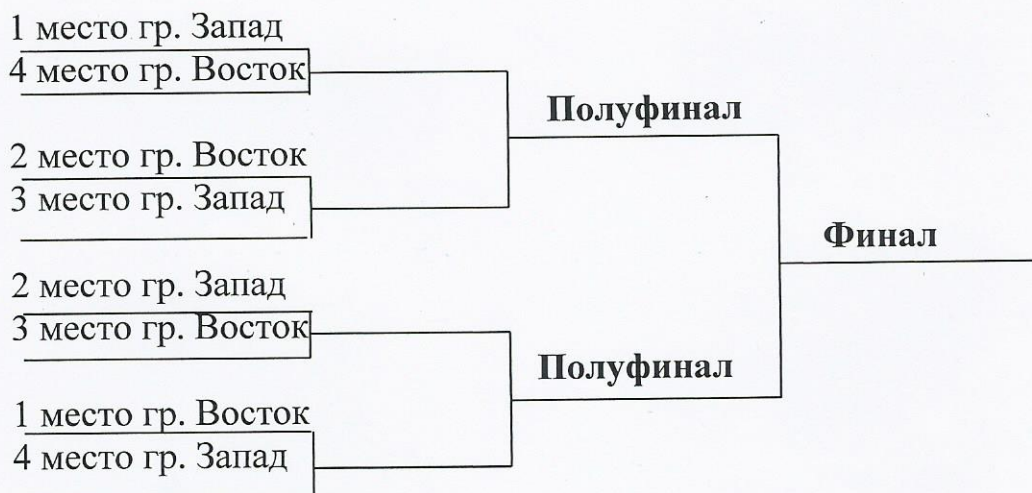 1 место гр. Запад
4 место гр. Восток
Полуфинал
2 место гр. Восток
3 место гр. Запад
Финал
2 место гр. Запад
3 место гр. Восток
Полуфинал
1 место гр. Восток
4 место гр. Запад